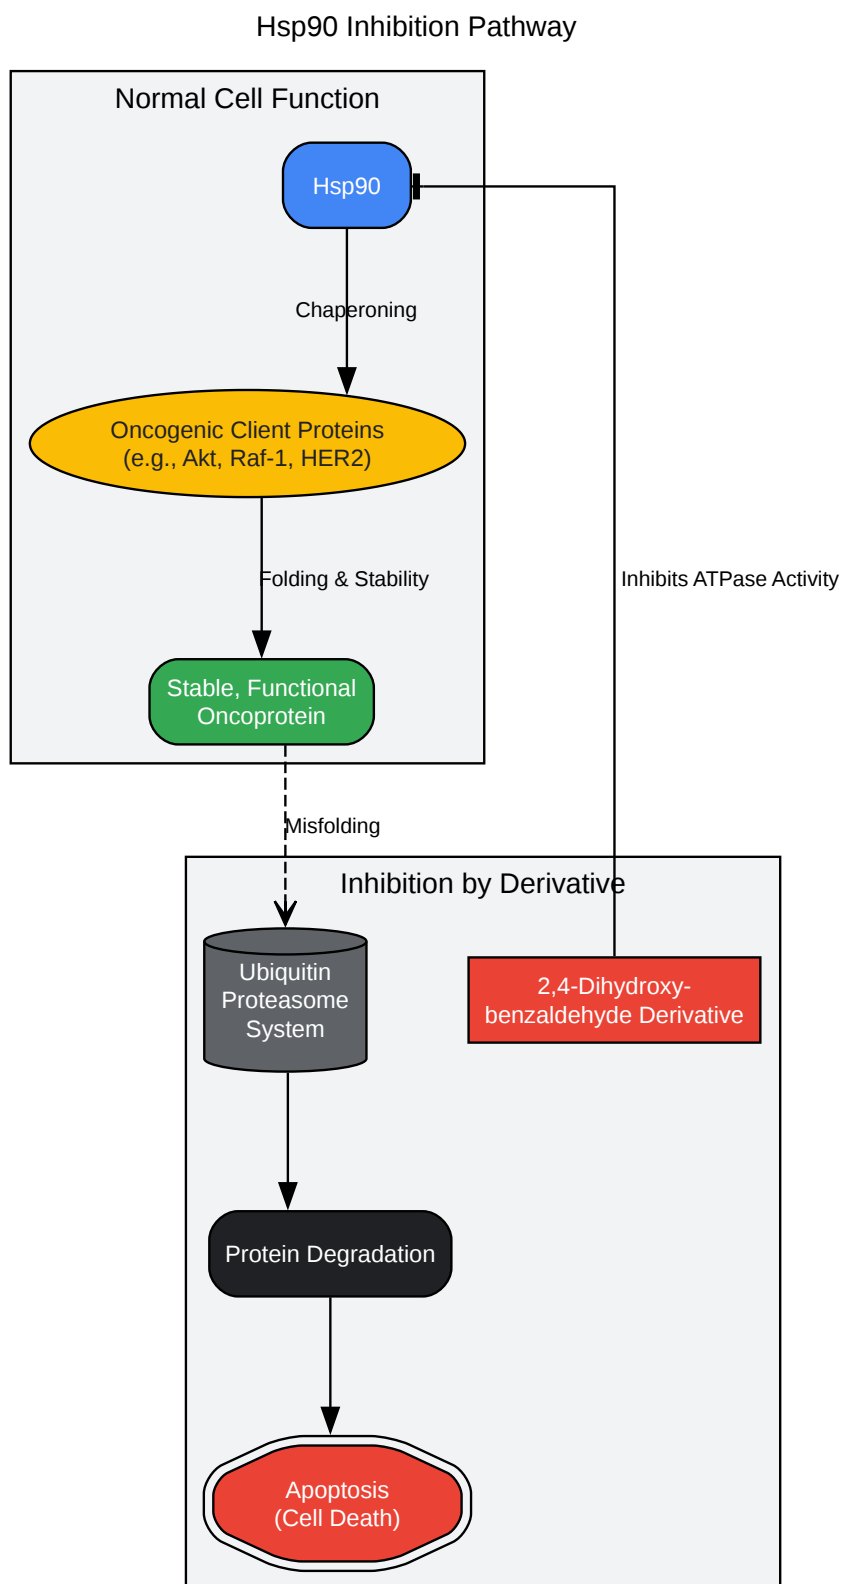 Hsp90 Inhibition Pathway
Normal Cell Function
Hsp90
Chaperoning
Oncogenic Client Proteins
(e.g., Akt, Raf-1, HER2)
Folding & Stability
Inhibits ATPase Activity
Stable, Functional
Oncoprotein
Misfolding
Inhibition by Derivative
Ubiquitin
Proteasome
System
2,4-Dihydroxy-
benzaldehyde Derivative
Protein Degradation
Apoptosis
(Cell Death)